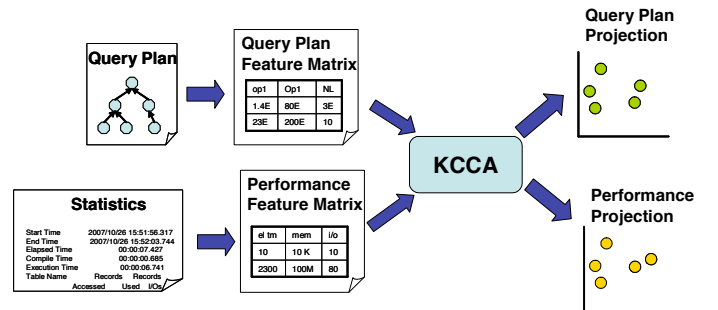 Query Plan
Query Plan
Feature Matrix
op1 Op1 NL
1.4E 80E 3E
23E 200E 10
Query Plan
Projection
KCCA
Statistics
Start Time 2007/10/26 15:51:56.317
End Time 2007/10/26 15:52:03.744
Elapsed Time 00:00:07.427
Compile Time 00:00:00.685
Execution Time 00:00:06.741
Table Name Records Records
Accessed Used I/Os
Performance
Feature Matrix
el tm mem i/o
10 10 K 10
2300 100M 80
Performance
Projection